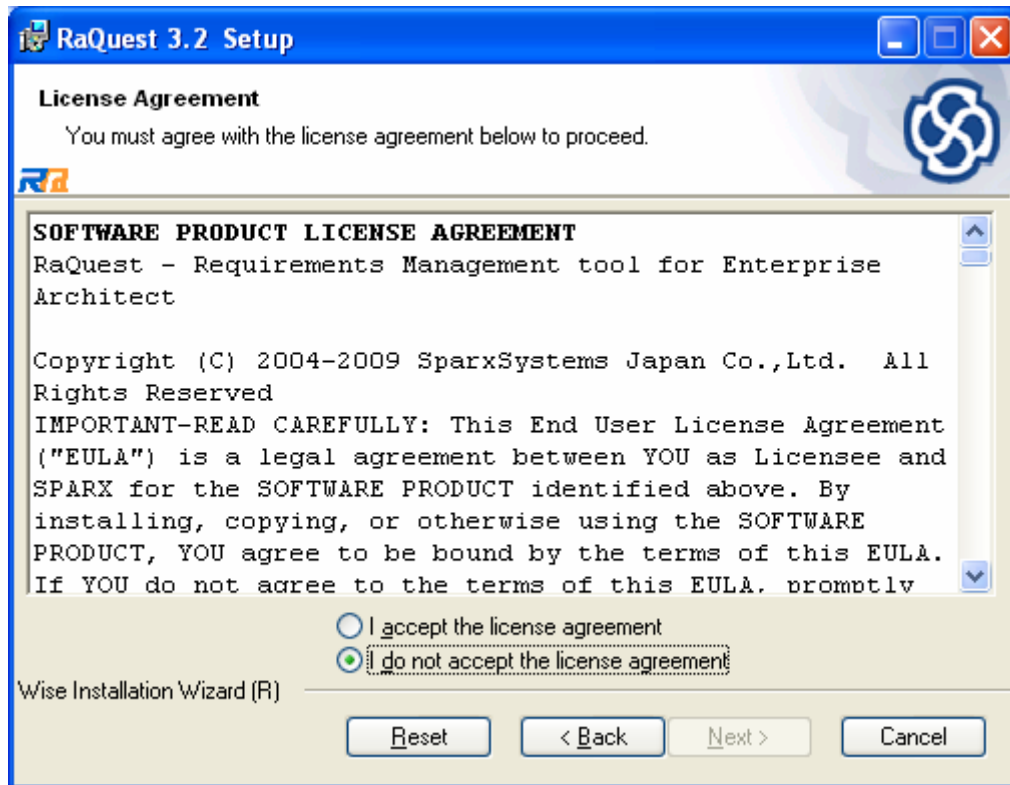 RaQuest 3.2 Setup
License Agreement
You must agree with the license agreement below to proceed.
Ra
SOFTWARE PRODUCT LICENSE AGREEMENT
RaQuest - Requirements Management tool for Enterprise
Architect
Copyright (C) 2004-2009 SparxSystems Japan Co.,Ltd.  All
Rights Reserved
IMPORTANT-READ CAREFULLY: This End User License Agreement
("EULA") is a legal agreement between YOU as Licensee and
SPARX for the SOFTWARE PRODUCT identified above. By
installing, copying, or otherwise using the SOFTWARE
PRODUCT, YOU agree to be bound by the terms of this EULA.
If YOU do not agree to the terms of this EULA, promptly
I accept the license agreement
I do not accept the license agreement
Wise Installation Wizard (R)
Reset < Back Next > Cancel